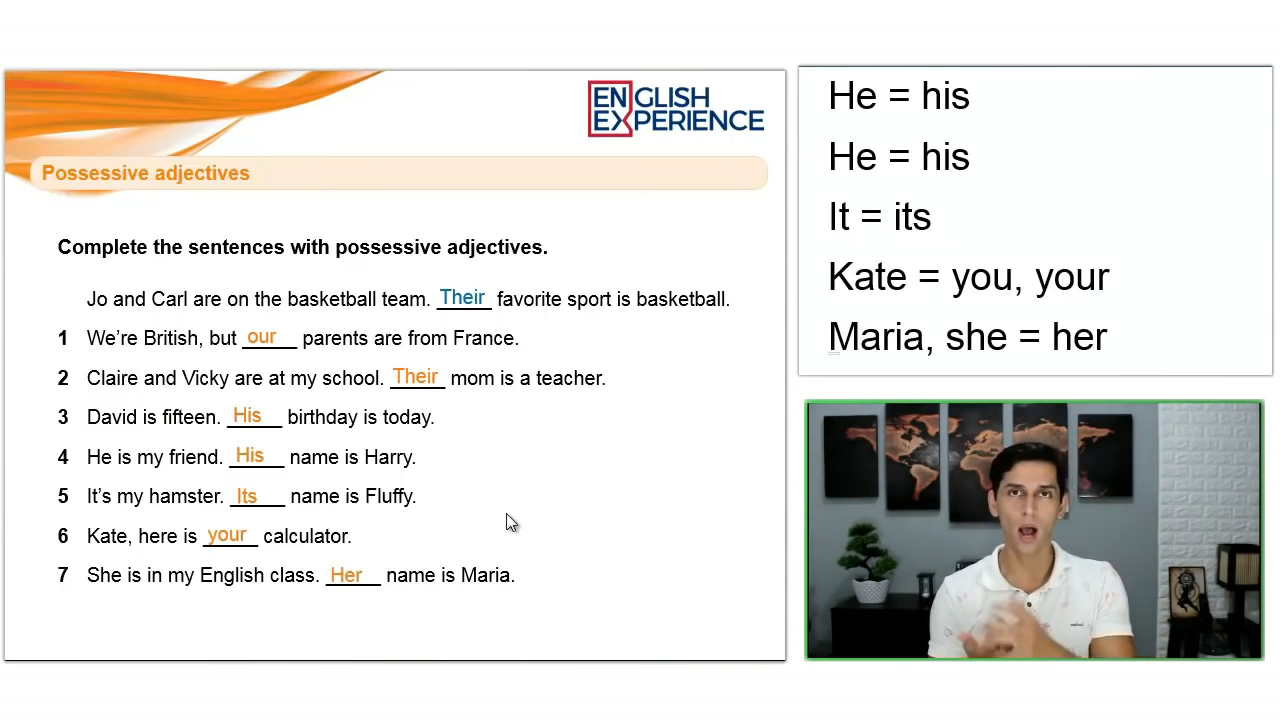 ENGLISH
EXPERIENCE
Possessive adjectives
Complete the sentences with possessive adjectives.
Jo and Carl are on the basketball team. Their favorite sport is basketball.
1 We’re British, but our parents are from France.
2 Claire and Vicky are at my school. Their mom is a teacher.
3 David is fifteen. His birthday is today.
4 He is my friend. His name is Harry.
5 It’s my hamster. Its name is Fluffy.
6 Kate, here is your calculator.
7 She is in my English class. Her name is Maria.
He = his
He = his
It = its
Kate = you, your
Maria, she = her